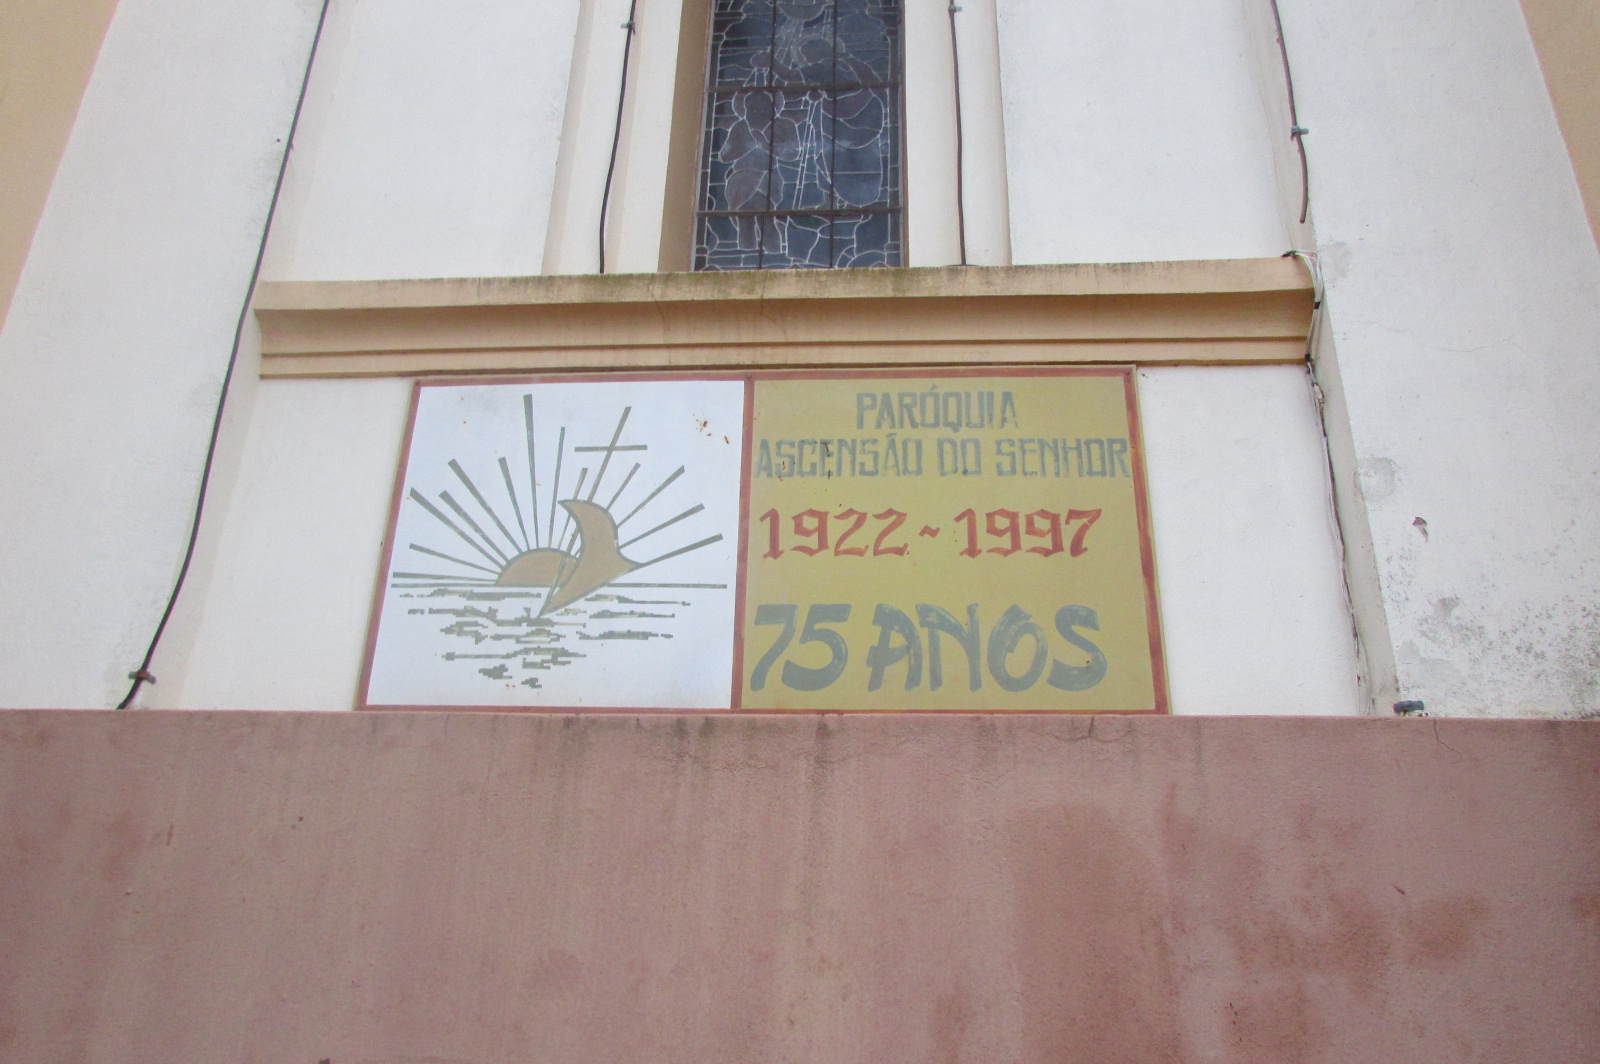 PARÓQUIA
ASCENSÃO DO SENHOR
1922~1997
75 ANOS